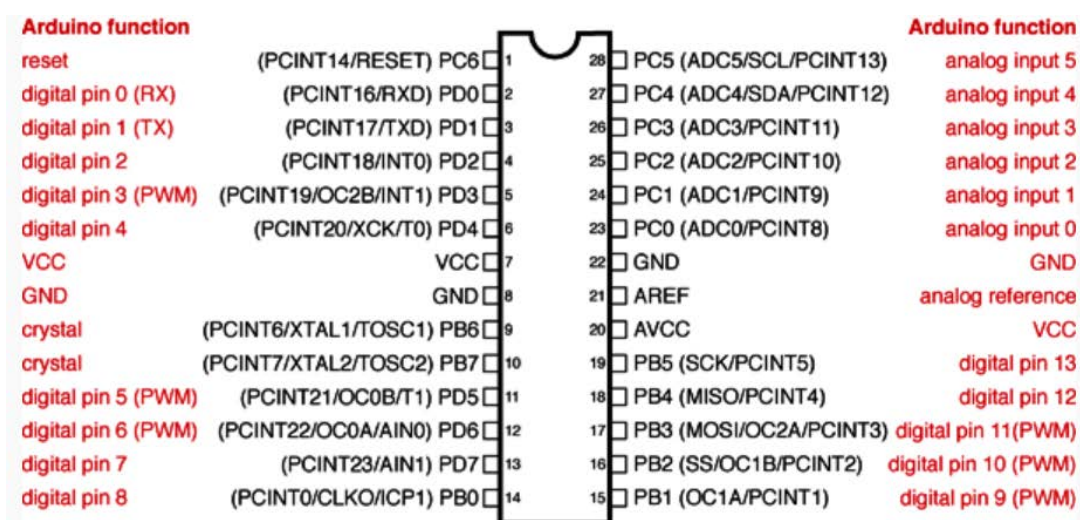 Arduino function Arduino function
reset (PCINT14/RESET) PC6 1 28 PC5 (ADC5/SCL/PCINT13) analog input 5
digital pin 0 (RX) (PCINT16/RXD) PD0 2 27 PC4 (ADC4/SDA/PCINT12) analog input 4
digital pin 1 (TX) (PCINT17/TXD) PD1 3 26 PC3 (ADC3/PCINT11) analog input 3
digital pin 2 (PCINT18/INT0) PD2 4 25 PC2 (ADC2/PCINT10) analog input 2
digital pin 3 (PWM) (PCINT19/OC2B/INT1) PD3 5 24 PC1 (ADC1/PCINT9) analog input 1
digital pin 4 (PCINT20/XCK/T0) PD4 6 23 PC0 (ADC0/PCINT8) analog input 0
VCC VCC 7 22 GND GND
GND GND 8 21 AREF analog reference
crystal (PCINT6/XTAL1/TOSC1) PB6 9 20 AVCC VCC
crystal (PCINT7/XTAL2/TOSC2) PB7 10 19 PB5 (SCK/PCINT5) digital pin 13
digital pin 5 (PWM) (PCINT21/OC0B/T1) PD5 11 18 PB4 (MISO/PCINT4) digital pin 12
digital pin 6 (PWM) (PCINT22/OC0A/AIN0) PD6 12 17 PB3 (MOSI/OC2A/PCINT3) digital pin 11(PWM)
digital pin 7 (PCINT23/AIN1) PD7 13 16 PB2 (SS/OC1B/PCINT2) digital pin 10 (PWM)
digital pin 8 (PCINT0/CLKO/ICP1) PB0 14 15 PB1 (OC1A/PCINT1) digital pin 9 (PWM)